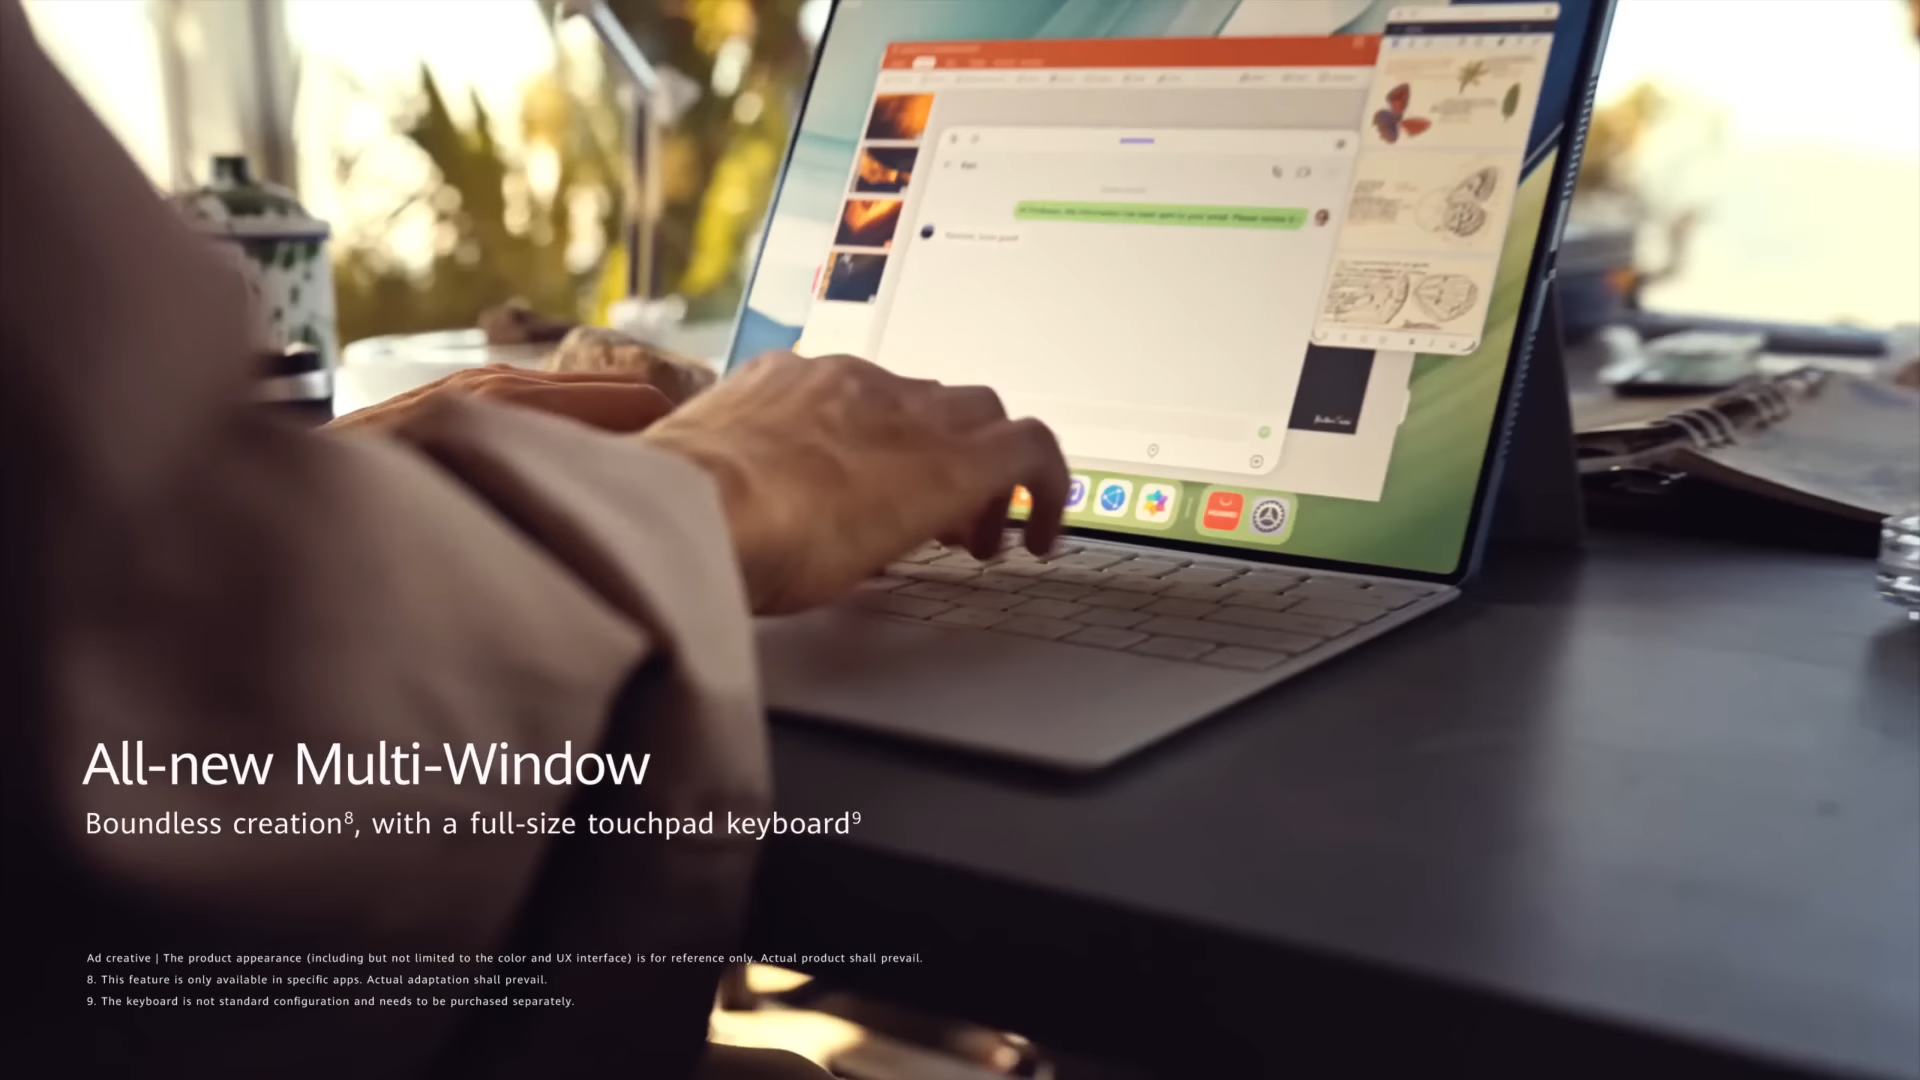 HUAWEI
All-new Multi-Window
Boundless creation⁸, with a full-size touchpad keyboard⁹
Ad creative | The product appearance (including but not limited to the color and UX interface) is for reference only. Actual product shall prevail.
8. This feature is only available in specific apps. Actual adaptation shall prevail.
9. The keyboard is not standard configuration and needs to be purchased separately.